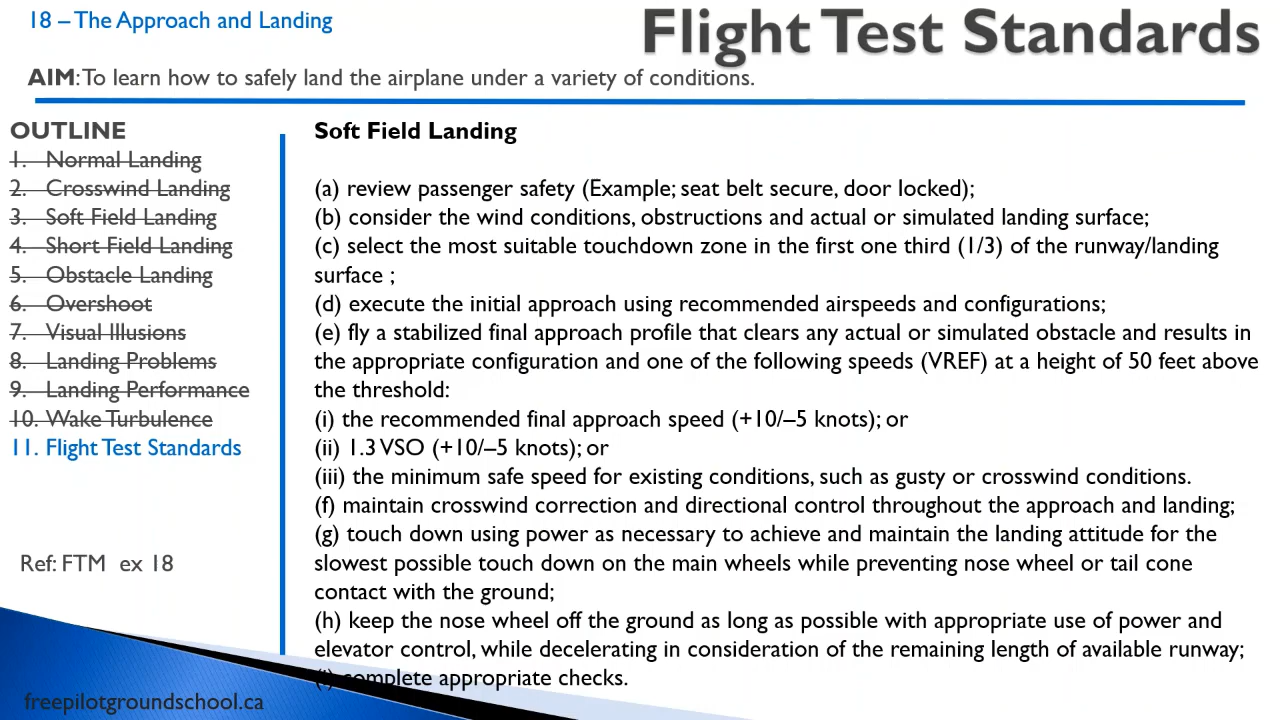 18 – The Approach and Landing
Flight Test Standards
AIM: To learn how to safely land the airplane under a variety of conditions.
OUTLINE
1. Normal Landing
2. Crosswind Landing
3. Soft Field Landing
4. Short Field Landing
5. Obstacle Landing
6. Overshoot
7. Visual Illusions
8. Landing Problems
9. Landing Performance
10. Wake Turbulence
11. Flight Test Standards
Ref: FTM ex 18
Soft Field Landing
(a) review passenger safety (Example; seat belt secure, door locked);
(b) consider the wind conditions, obstructions and actual or simulated landing surface;
(c) select the most suitable touchdown zone in the first one third (1/3) of the runway/landing
surface ;
(d) execute the initial approach using recommended airspeeds and configurations;
(e) fly a stabilized final approach profile that clears any actual or simulated obstacle and results in
the appropriate configuration and one of the following speeds (VREF) at a height of 50 feet above
the threshold:
(i) the recommended final approach speed (+10/–5 knots); or
(ii) 1.3 VSO (+10/–5 knots); or
(iii) the minimum safe speed for existing conditions, such as gusty or crosswind conditions.
(f) maintain crosswind correction and directional control throughout the approach and landing;
(g) touch down using power as necessary to achieve and maintain the landing attitude for the
slowest possible touch down on the main wheels while preventing nose wheel or tail cone
contact with the ground;
(h) keep the nose wheel off the ground as long as possible with appropriate use of power and
elevator control, while decelerating in consideration of the remaining length of available runway;
(i) complete appropriate checks.
freepilotgroundschool.ca